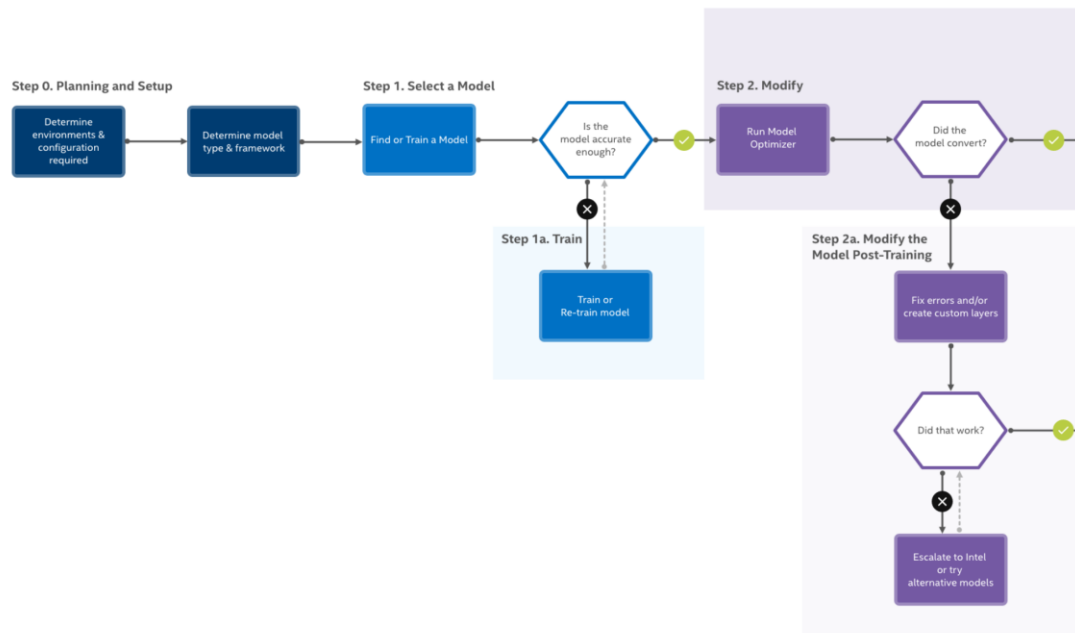 Step 0. Planning and Setup
Determine
environments &
configuration
required
Determine model
type & framework
Step 1. Select a Model
Find or Train a Model
Is the
model accurate
enough?
Step 1a. Train
Train or
Re-train model
Step 2. Modify
Run Model
Optimizer
Did the
model convert?
Step 2a. Modify the
Model Post-Training
Fix errors and/or
create custom layers
Did that work?
Escalate to Intel
or try
alternative models